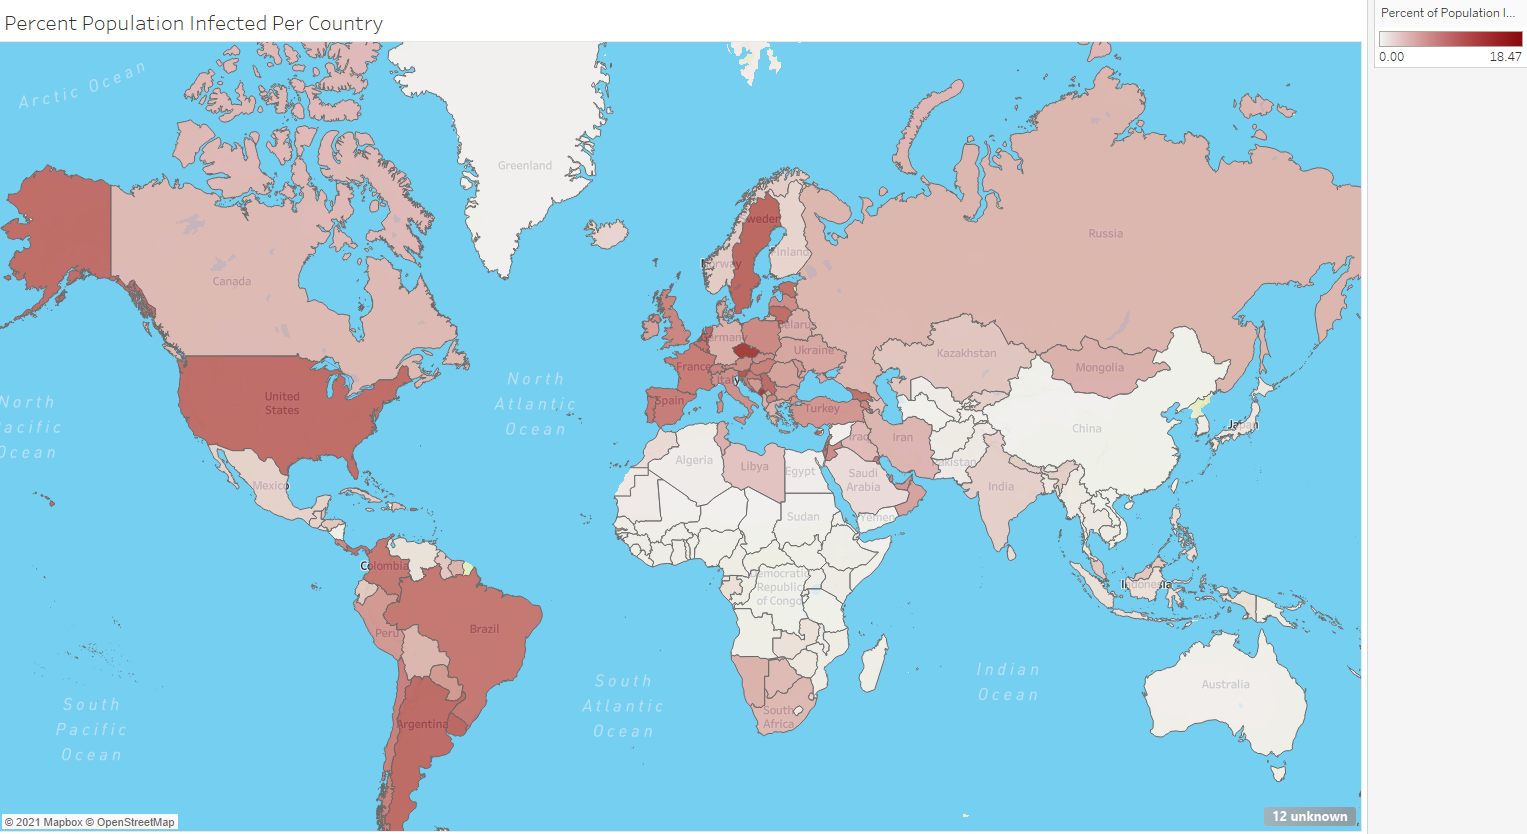 Percent Population Infected Per Country
Percent of Population I...
0.00
18.47
Arctic Ocean
Greenland
Russia
Canada
weder
Finland
Norway
Belaru
Germany
Ukraine
Kazakhstan
Mongolia
France
Italy
United
States
North
Atlantic
Ocean
North
acific
Ocean
Spain
Turkey
China
Japan
Iraq
Iran
Algeria
Libya
Egypt
Saudi
Arabia
Pakistan
India
Mexico
Sudan
Yemen
Colombia
Democratic
Republic
of Congo
Indonesia
Brazil
Peru
Indian
Ocean
Australia
South
Atlantic
Ocean
South
Pacific
Ocean
South
Africa
Argentina
© 2021 Mapbox © OpenStreetMap
12 unknown